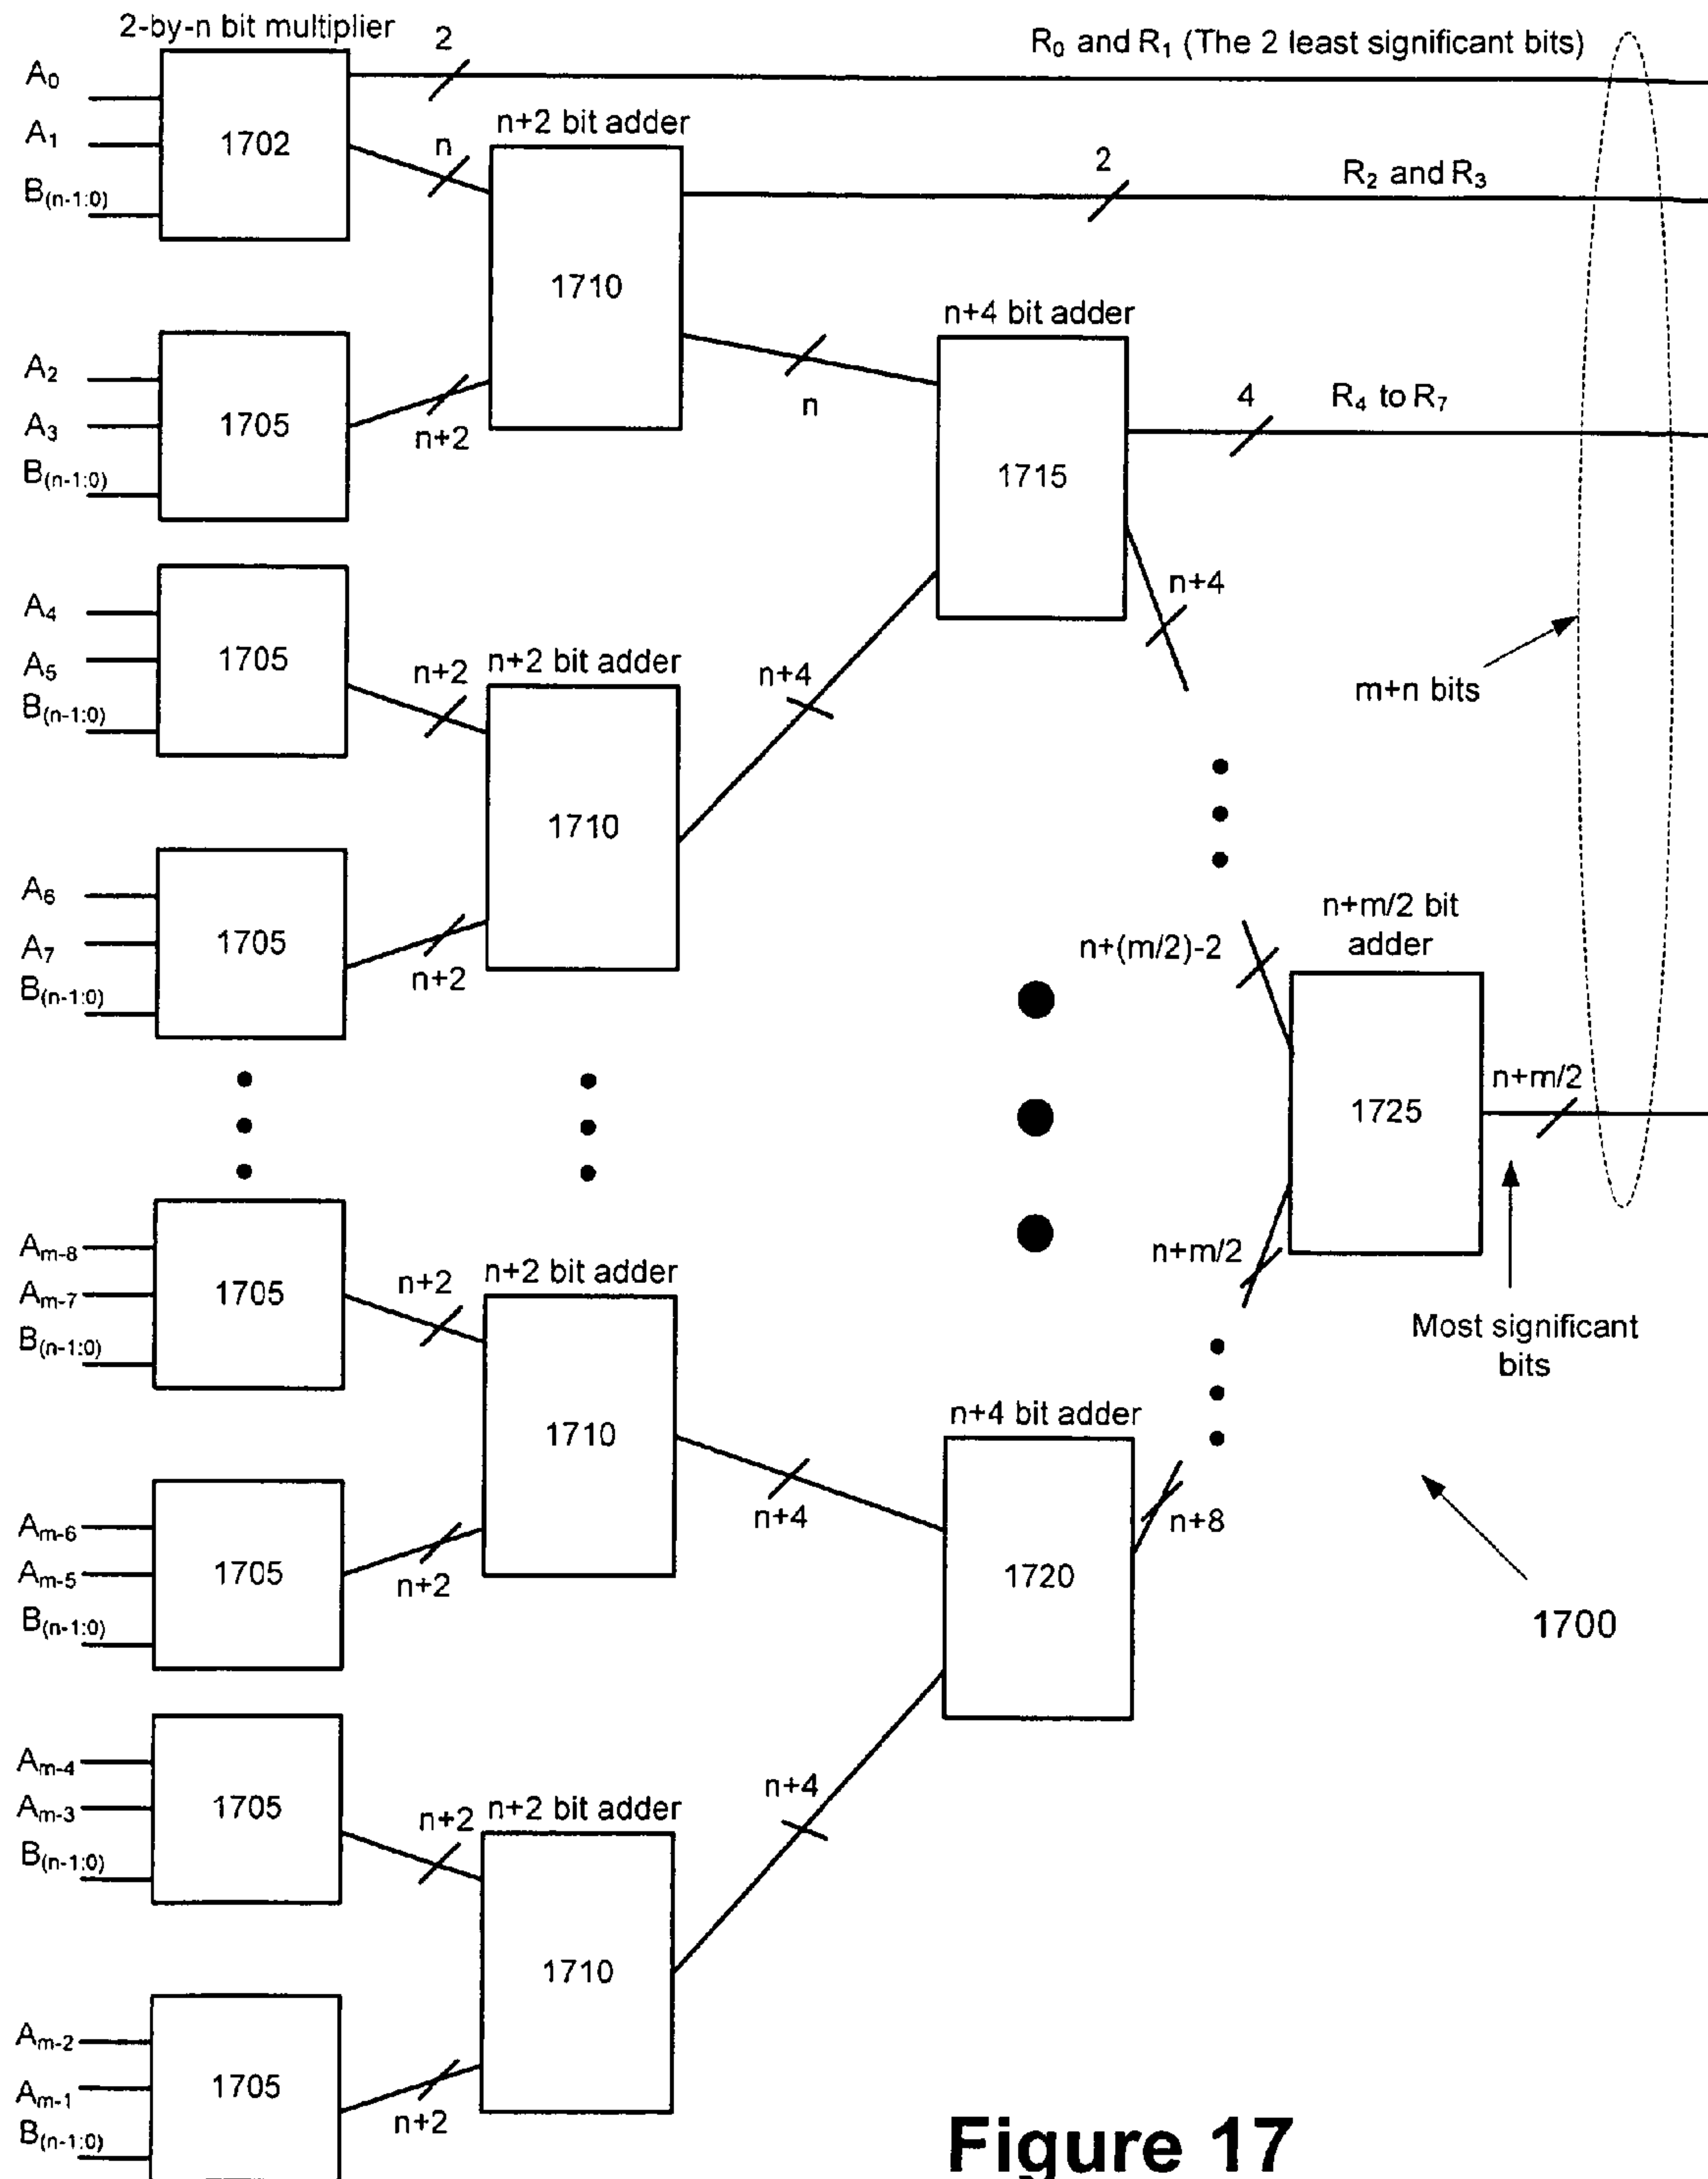 2-by-n bit multiplier
2
R₀ and R₁ (The 2 least significant bits)
A₀
A₁
B(n-1:0)
1702
n
n+2 bit adder
1710
2
R₂ and R₃
n
A₂
A₃
B(n-1:0)
1705
n+2
n+4 bit adder
1715
4
R₄ to R₇
n+4
m+n bits
A₄
A₅
B(n-1:0)
1705
n+2
n+2 bit adder
1710
n+4
A₆
A₇
B(n-1:0)
1705
n+2
n+(m/2)-2
n+m/2 bit
adder
1725
n+m/2
n+m/2
Most significant
bits
Aₘ₋₈
Aₘ₋₇
B(n-1:0)
1705
n+2
n+2 bit adder
1710
n+4
Aₘ₋₆
Aₘ₋₅
B(n-1:0)
1705
n+2
n+4 bit adder
1720
n+8
1700
Aₘ₋₄
Aₘ₋₃
B(n-1:0)
1705
n+2
n+2 bit adder
1710
n+4
Aₘ₋₂
Aₘ₋₁
B(n-1:0)
1705
n+2
Figure 17